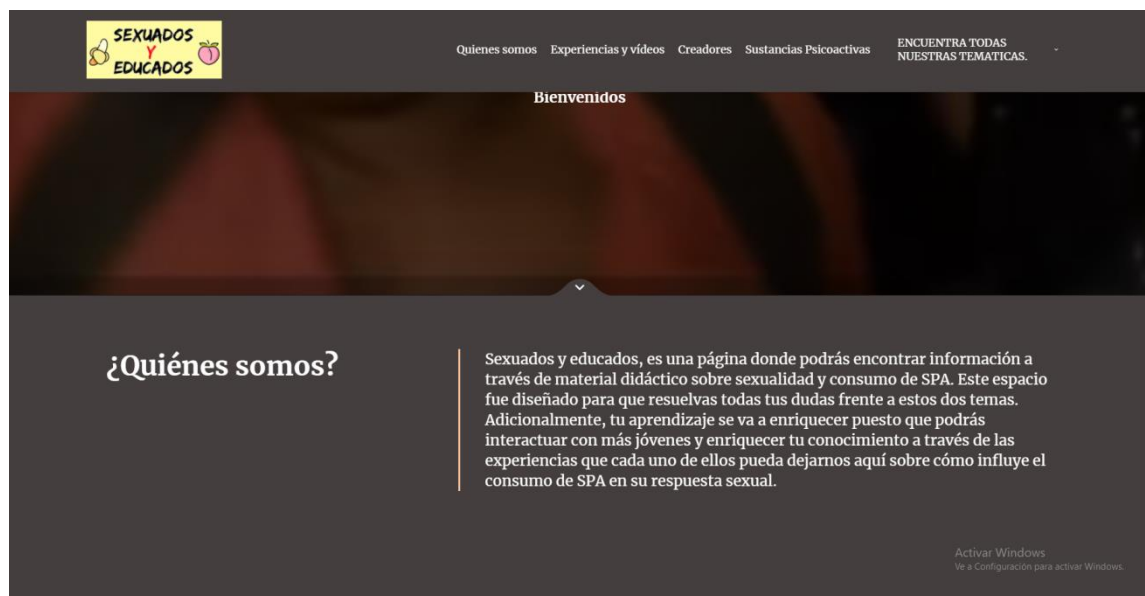 SEXUADOS
Y
EDUCADOS
Quienes somos Experiencias y vídeos Creadores Sustancias Psicoactivas
ENCUENTRA TODAS
NUESTRAS TEMATICAS.
Bienvenidos
¿Quiénes somos?
Sexuados y educados, es una página donde podrás encontrar información a
través de material didáctico sobre sexualidad y consumo de SPA. Este espacio
fue diseñado para que resuelvas todas tus dudas frente a estos dos temas.
Adicionalmente, tu aprendizaje se va a enriquecer puesto que podrás
interactuar con más jóvenes y enriquecer tu conocimiento a través de las
experiencias que cada uno de ellos pueda dejarnos aquí sobre cómo influye el
consumo de SPA en su respuesta sexual.
Activar Windows
Ve a Configuración para activar Windows.